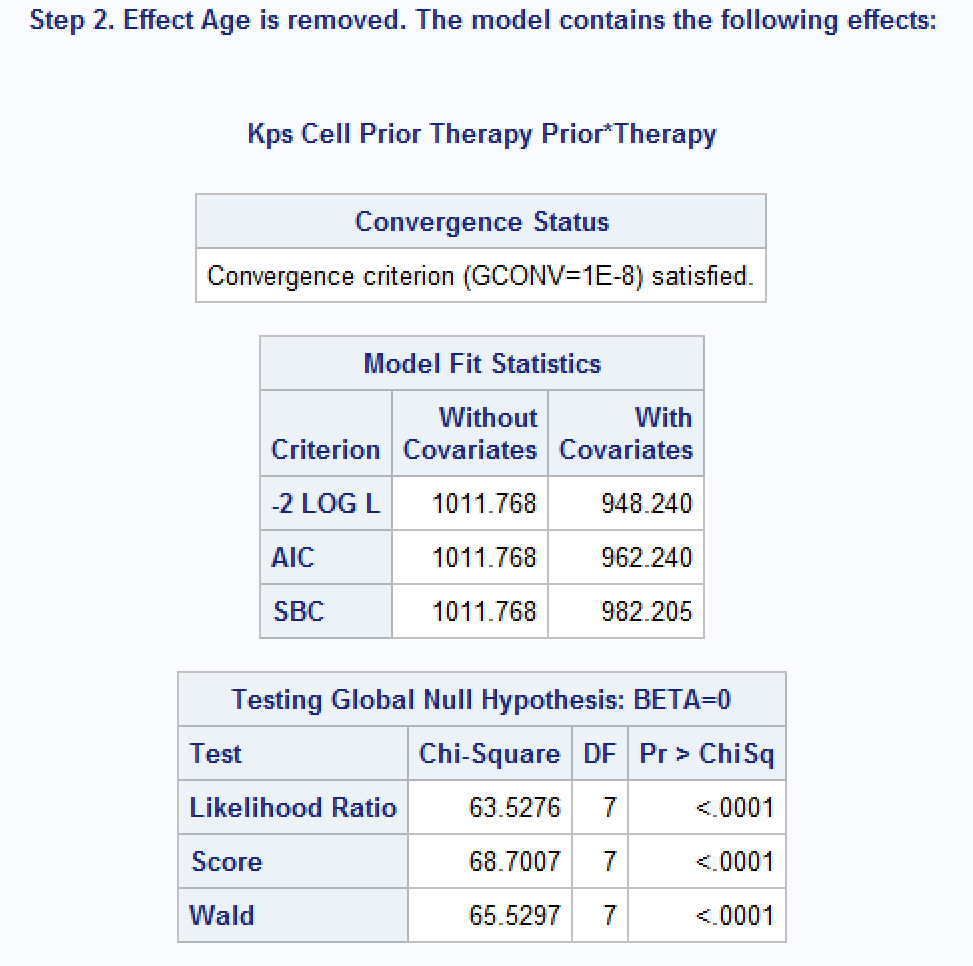 Step 2. Effect Age is removed. The model contains the following effects:
Kps Cell Prior Therapy Prior*Therapy
Convergence Status
Convergence criterion (GCONV=1E-8) satisfied.
Model Fit Statistics
Criterion Without Covariates With Covariates
-2 LOG L 1011.768 948.240
AIC 1011.768 962.240
SBC 1011.768 982.205
Testing Global Null Hypothesis: BETA=0
Test Chi-Square DF Pr > ChiSq
Likelihood Ratio 63.5276 7 <.0001
Score 68.7007 7 <.0001
Wald 65.5297 7 <.0001